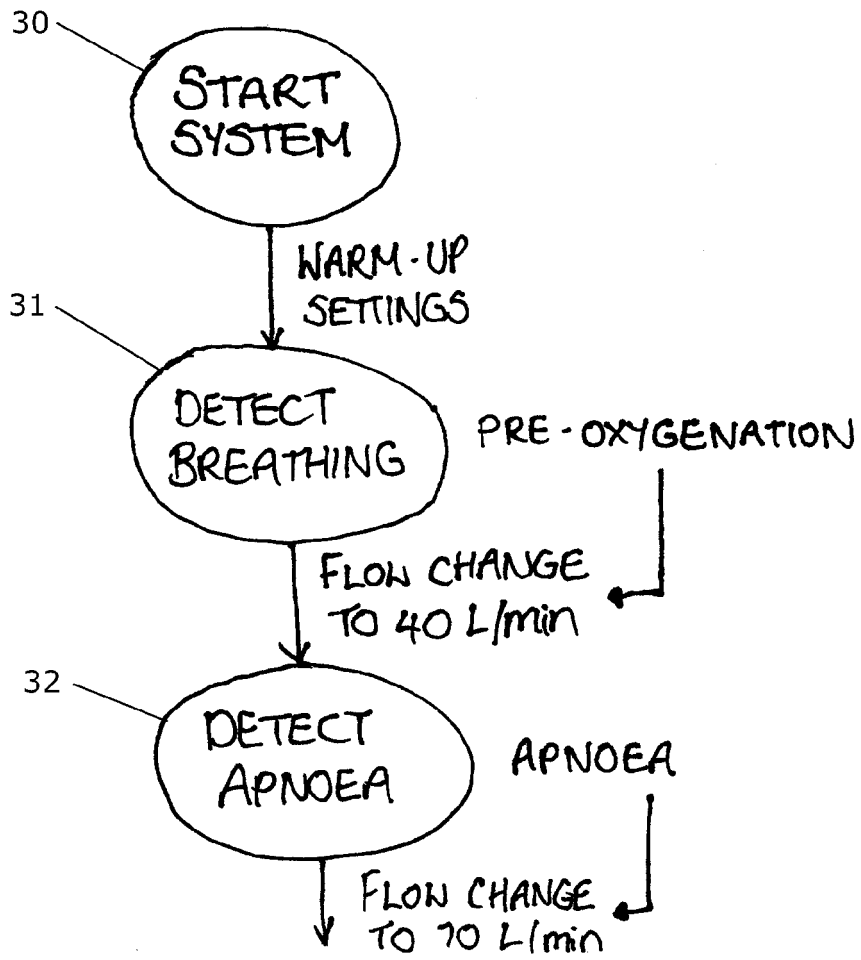 30
START
SYSTEM
WARM-UP
SETTINGS
31
DETECT
BREATHING
PRE-OXYGENATION
FLOW CHANGE
TO 40 L/min
32
DETECT
APNOEA
APNOEA
FLOW CHANGE
TO 70 L/min